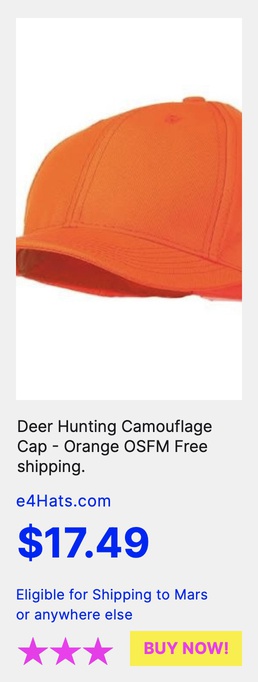 Deer Hunting Camouflage
Cap - Orange OSFM Free
shipping.
e4Hats.com
$17.49
Eligible for Shipping to Mars
or anywhere else
BUY NOW!